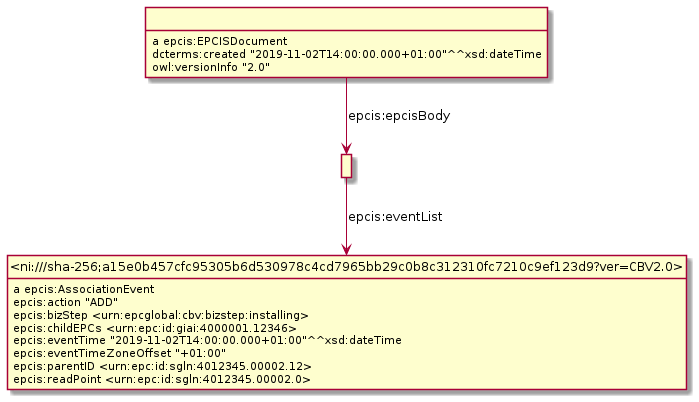 a epcis:EPCISDocument
dcterms:created "2019-11-02T14:00:00.000+01:00"^^xsd:dateTime
owl:versionInfo "2.0"
epcis:epcisBody
epcis:eventList
<ni:///sha-256;a15e0b457cfc95305b6d530978c4cd7965bb29c0b8c312310fc7210c9ef123d9?ver=CBV2.0>
a epcis:AssociationEvent
epcis:action "ADD"
epcis:bizStep <urn:epcglobal:cbv:bizstep:installing>
epcis:childEPCs <urn:epc:id:giai:4000001.12346>
epcis:eventTime "2019-11-02T14:00:00.000+01:00"^^xsd:dateTime
epcis:eventTimeZoneOffset "+01:00"
epcis:parentID <urn:epc:id:sgln:4012345.00002.12>
epcis:readPoint <urn:epc:id:sgln:4012345.00002.0>